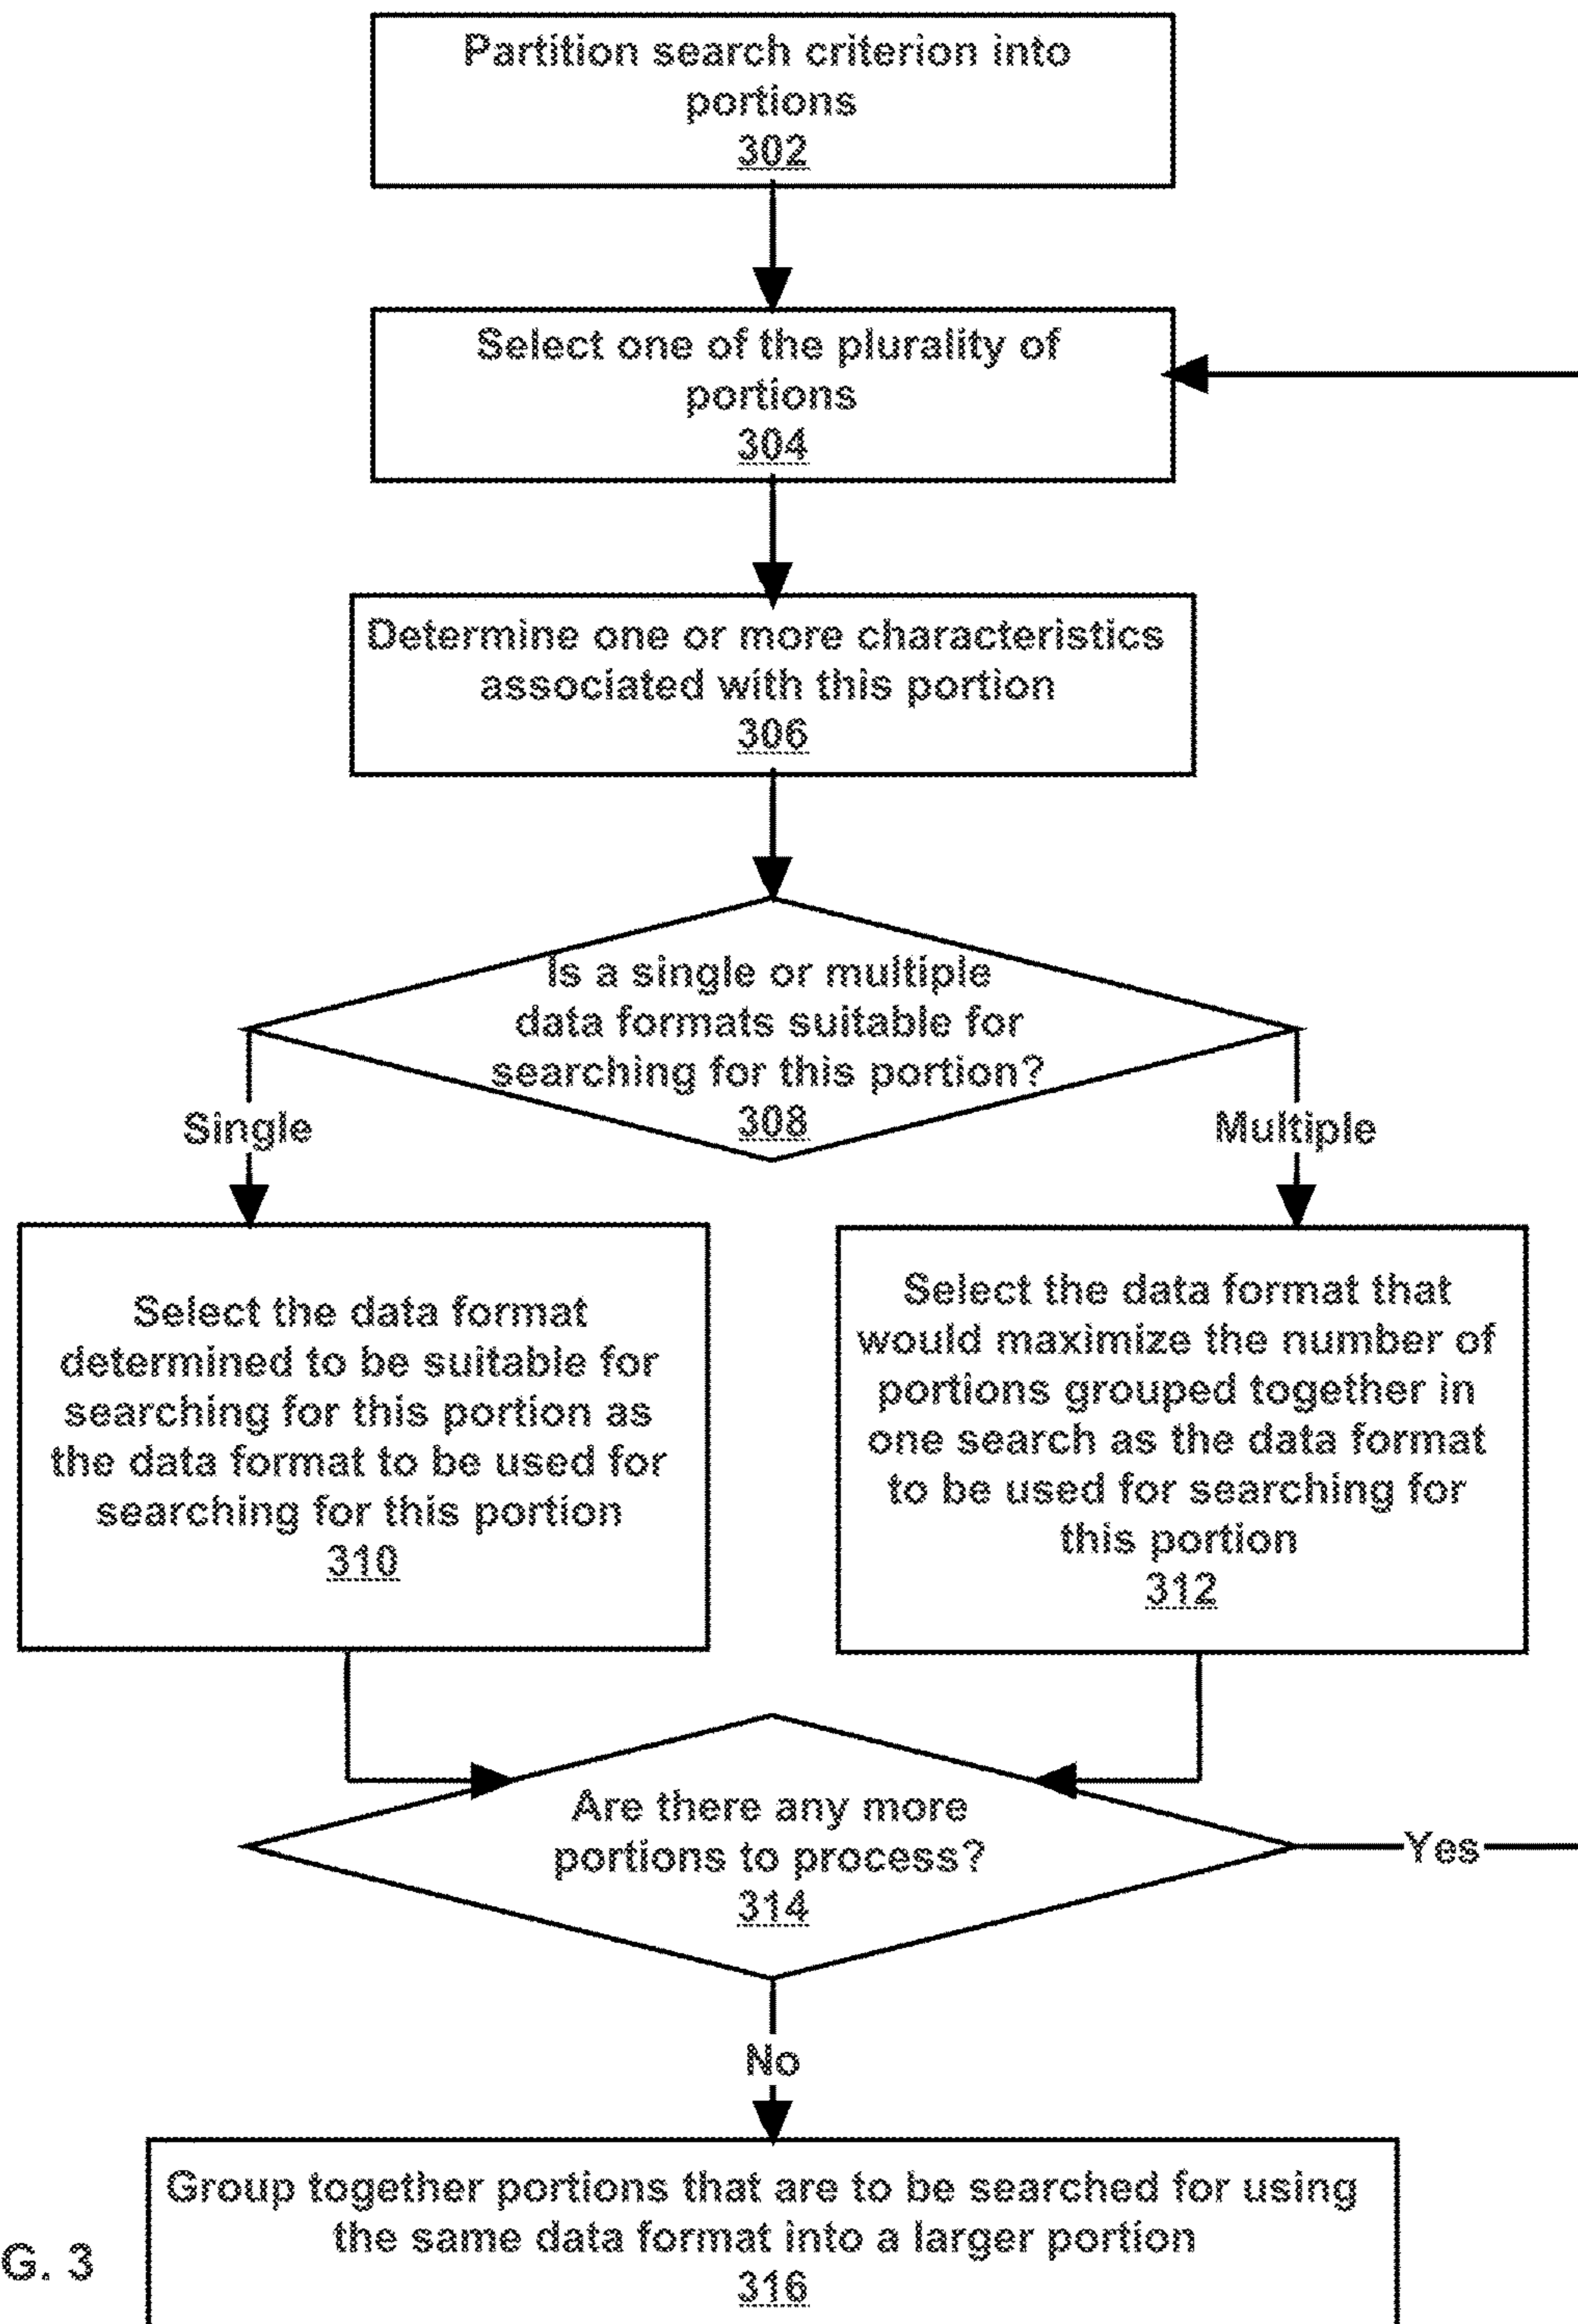 Partition search criterion into
portions
302
Select one of the plurality of
portions
304
Determine one or more characteristics
associated with this portion
306
Is a single or multiple
data formats suitable for
searching for this portion?
308
Single
Multiple
Select the data format
determined to be suitable for
searching for this portion as
the data format to be used for
searching for this portion
310
Select the data format that
would maximize the number of
portions grouped together in
one search as the data format
to be used for searching for
this portion
312
Are there any more
portions to process?
314
Yes
No
Group together portions that are to be searched for using
the same data format into a larger portion
316
G. 3